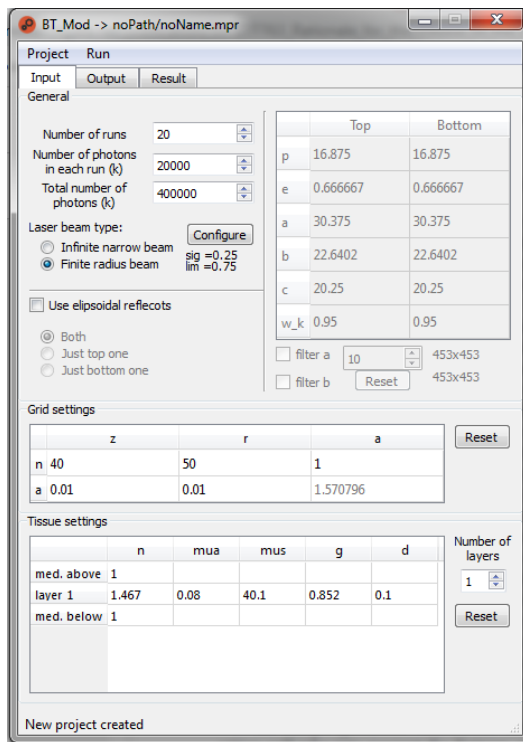 BT_Mod -> noPath/noName.mpr
Project Run
Input Output Result
General
Number of runs 20
Number of photons in each run (k) 20000
Total number of photons (k) 400000
Laser beam type: Configure
Infinite narrow beam
Finite radius beam
sig =0.25
lim =0.75
Use elipsoidal reflecots
Both
Just top one
Just bottom one
Top Bottom
p 16.875 16.875
e 0.666667 0.666667
a 30.375 30.375
b 22.6402 22.6402
c 20.25 20.25
w_k 0.95 0.95
filter a 10 453x453
filter b Reset 453x453
Grid settings
z r a Reset
n 40 50 1
a 0.01 0.01 1.570796
Tissue settings
n mua mus g d
med. above 1
layer 1 1.467 0.08 40.1 0.852 0.1
med. below 1
Number of
layers
1
Reset
New project created